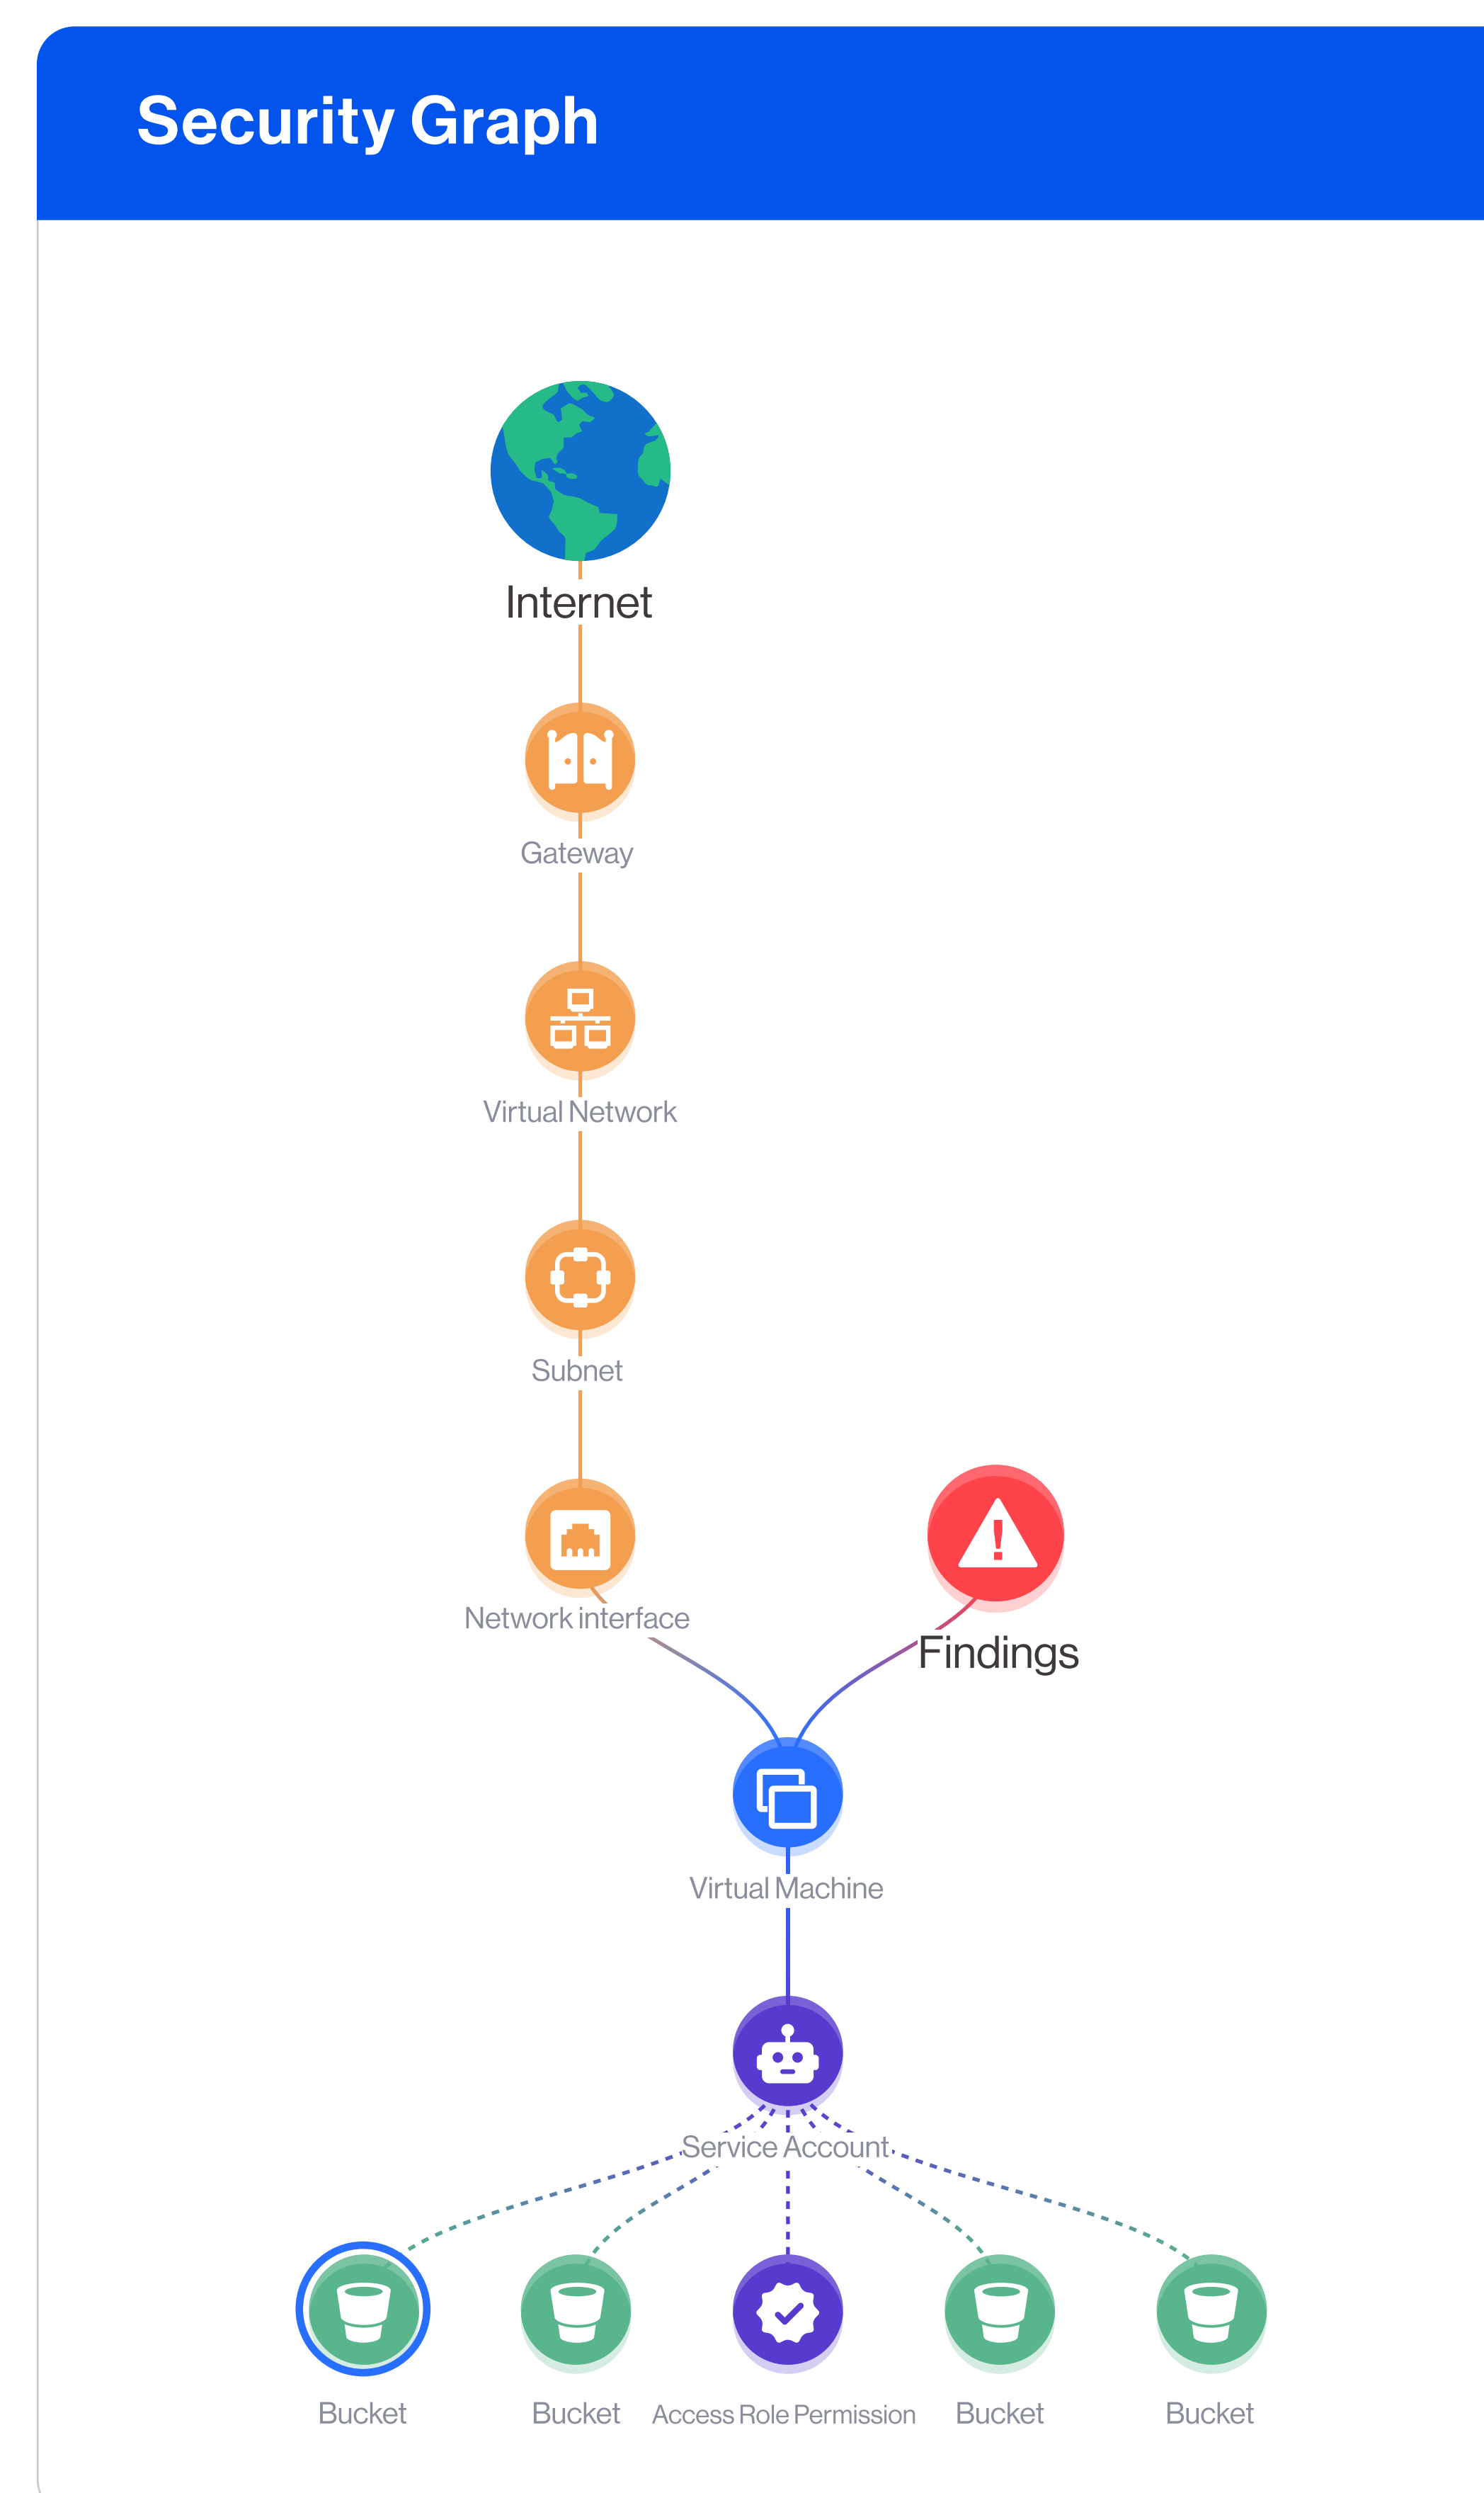 Security Graph
Internet
Gateway
Virtual Network
Subnet
Network interface
Findings
Virtual Machine
Service Account
Bucket
Bucket
Access Role Permission
Bucket
Bucket